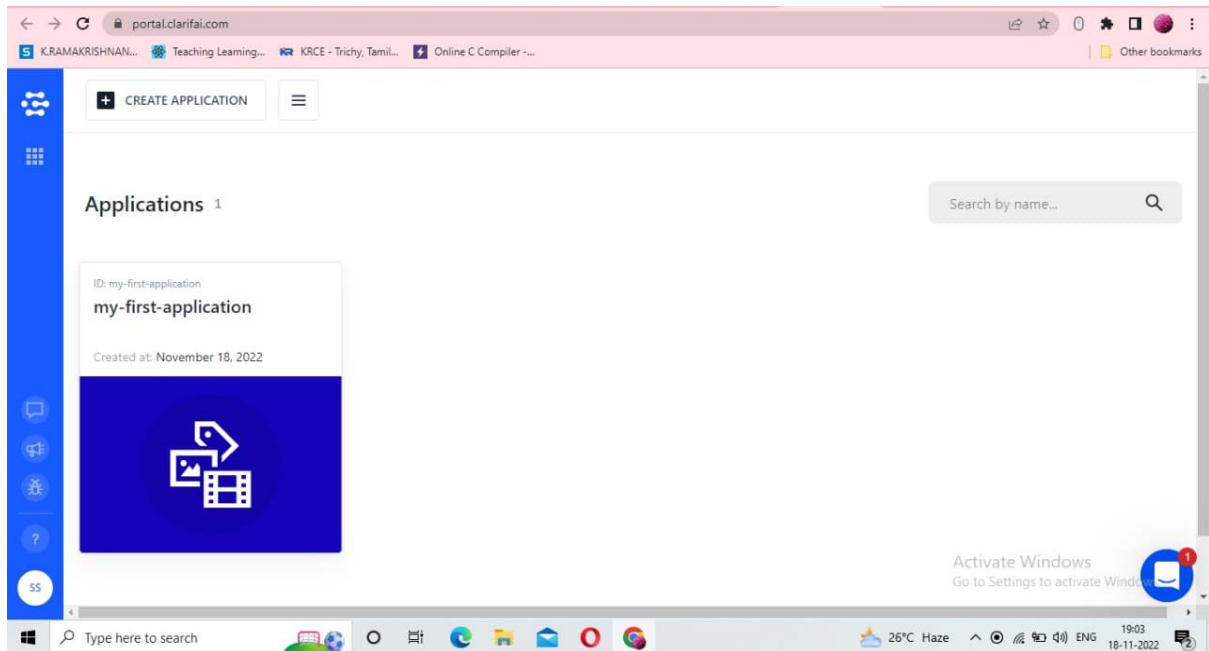 portal.clarifai.com
K.RAMAKRISHNAN... Teaching Learning... KRCE - Trichy, Tamil... Online C Compiler -... Other bookmarks
CREATE APPLICATION
Applications 1
Search by name...
ID: my-first-application
my-first-application
Created at: November 18, 2022
?
SS
1
Activate Windows
Go to Settings to activate Windows
Type here to search
26°C Haze
ENG
19:03
18-11-2022
2